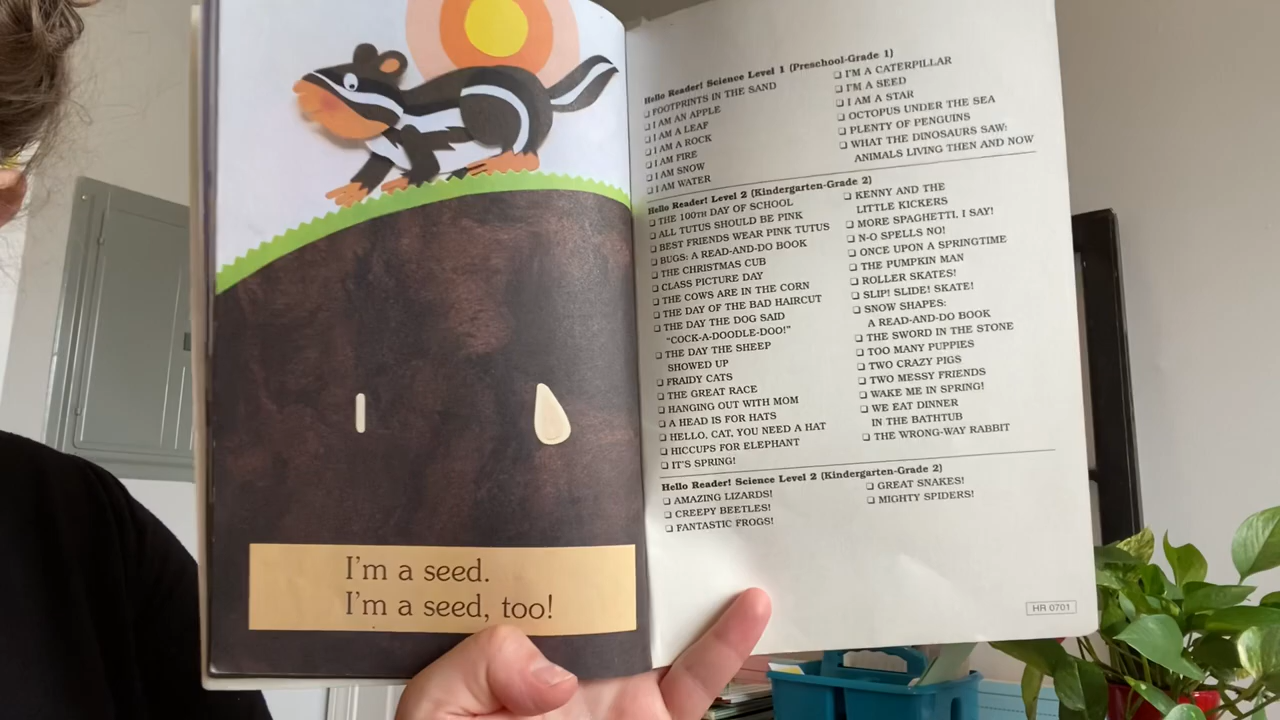 I'm a seed.
I'm a seed, too!
Hello Reader! Science Level 1 (Preschool-Grade 1)
❑ FOOTPRINTS IN THE SAND
❑ I AM AN APPLE
❑ I AM A LEAF
❑ I AM A ROCK
❑ I AM FIRE
❑ I AM SNOW
❑ I AM WATER
❑ I'M A CATERPILLAR
❑ I'M A SEED
❑ I AM A STAR
❑ OCTOPUS UNDER THE SEA
❑ PLENTY OF PENGUINS
❑ WHAT THE DINOSAURS SAW:
ANIMALS LIVING THEN AND NOW
Hello Reader! Level 2 (Kindergarten-Grade 2)
❑ THE 100TH DAY OF SCHOOL
❑ ALL TUTUS SHOULD BE PINK
❑ BEST FRIENDS WEAR PINK TUTUS
❑ BUGS: A READ-AND-DO BOOK
❑ THE CHRISTMAS CUB
❑ CLASS PICTURE DAY
❑ THE COWS ARE IN THE CORN
❑ THE DAY OF THE BAD HAIRCUT
❑ THE DAY THE DOG SAID
"COCK-A-DOODLE-DOO!"
❑ THE DAY THE SHEEP
SHOWED UP
❑ FRAIDY CATS
❑ THE GREAT RACE
❑ HANGING OUT WITH MOM
❑ A HEAD IS FOR HATS
❑ HELLO, CAT, YOU NEED A HAT
❑ HICCUPS FOR ELEPHANT
❑ IT'S SPRING!
❑ KENNY AND THE
LITTLE KICKERS
❑ MORE SPAGHETTI, I SAY!
❑ N-O SPELLS NO!
❑ ONCE UPON A SPRINGTIME
❑ THE PUMPKIN MAN
❑ ROLLER SKATES!
❑ SLIP! SLIDE! SKATE!
❑ SNOW SHAPES:
A READ-AND-DO BOOK
❑ THE SWORD IN THE STONE
❑ TOO MANY PUPPIES
❑ TWO CRAZY PIGS
❑ TWO MESSY FRIENDS
❑ WAKE ME IN SPRING!
❑ WE EAT DINNER
IN THE BATHTUB
❑ THE WRONG-WAY RABBIT
Hello Reader! Science Level 2 (Kindergarten-Grade 2)
❑ AMAZING LIZARDS!
❑ CREEPY BEETLES!
❑ FANTASTIC FROGS!
❑ GREAT SNAKES!
❑ MIGHTY SPIDERS!
HR 0701